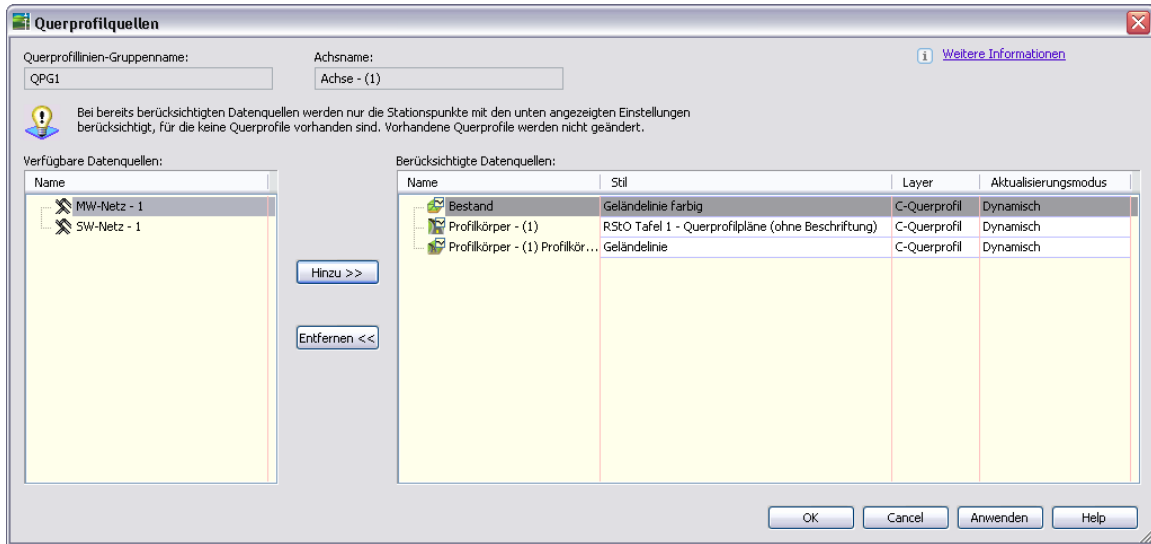 Querprofilquellen
Querprofillinien-Gruppenname:
Achsname:
Weitere Informationen
QPG1
Achse - (1)
Bei bereits berücksichtigten Datenquellen werden nur die Stationspunkte mit den unten angezeigten Einstellungen
berücksichtigt, für die keine Querprofile vorhanden sind. Vorhandene Querprofile werden nicht geändert.
Verfügbare Datenquellen:
Name
MW-Netz - 1
SW-Netz - 1
Hinzu >>
Entfernen <<
Berücksichtigte Datenquellen:
Name Stil Layer Aktualisierungsmodus
Bestand Geländelinie farbig C-Querprofil Dynamisch
Profilkörper - (1) RStO Tafel 1 - Querprofilpläne (ohne Beschriftung) C-Querprofil Dynamisch
Profilkörper - (1) Profilkör... Geländelinie C-Querprofil Dynamisch
OK Cancel Anwenden Help